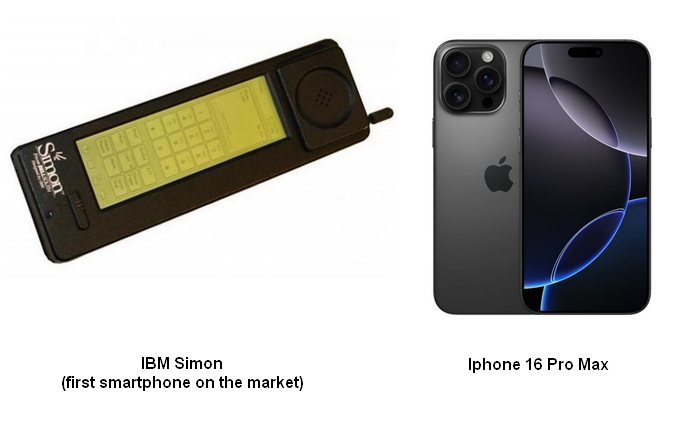 Simon
IBM Simon
(first smartphone on the market)
Iphone 16 Pro Max